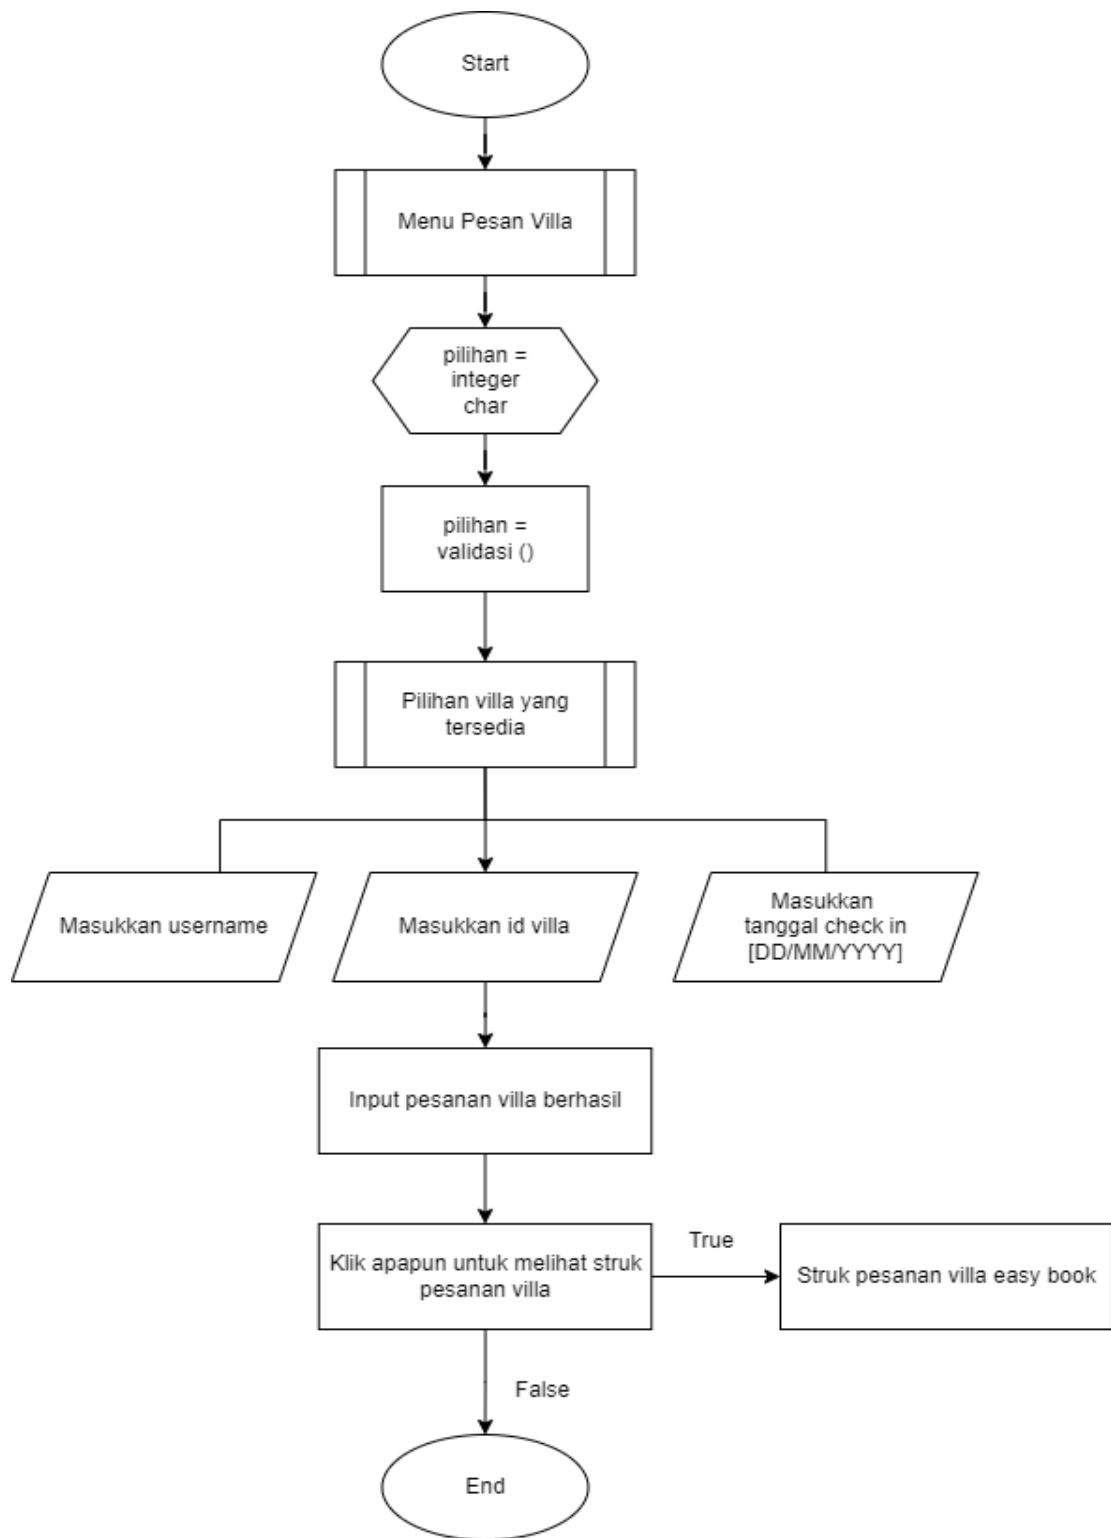 Start
Menu Pesan Villa
pilihan =
integer
char
pilihan =
validasi ()
Pilihan villa yang
tersedia
Masukkan username
Masukkan id villa
Masukkan
tanggal check in
[DD/MM/YYYY]
Input pesanan villa berhasil
Klik apapun untuk melihat struk
pesanan villa
True
Struk pesanan villa easy book
False
End